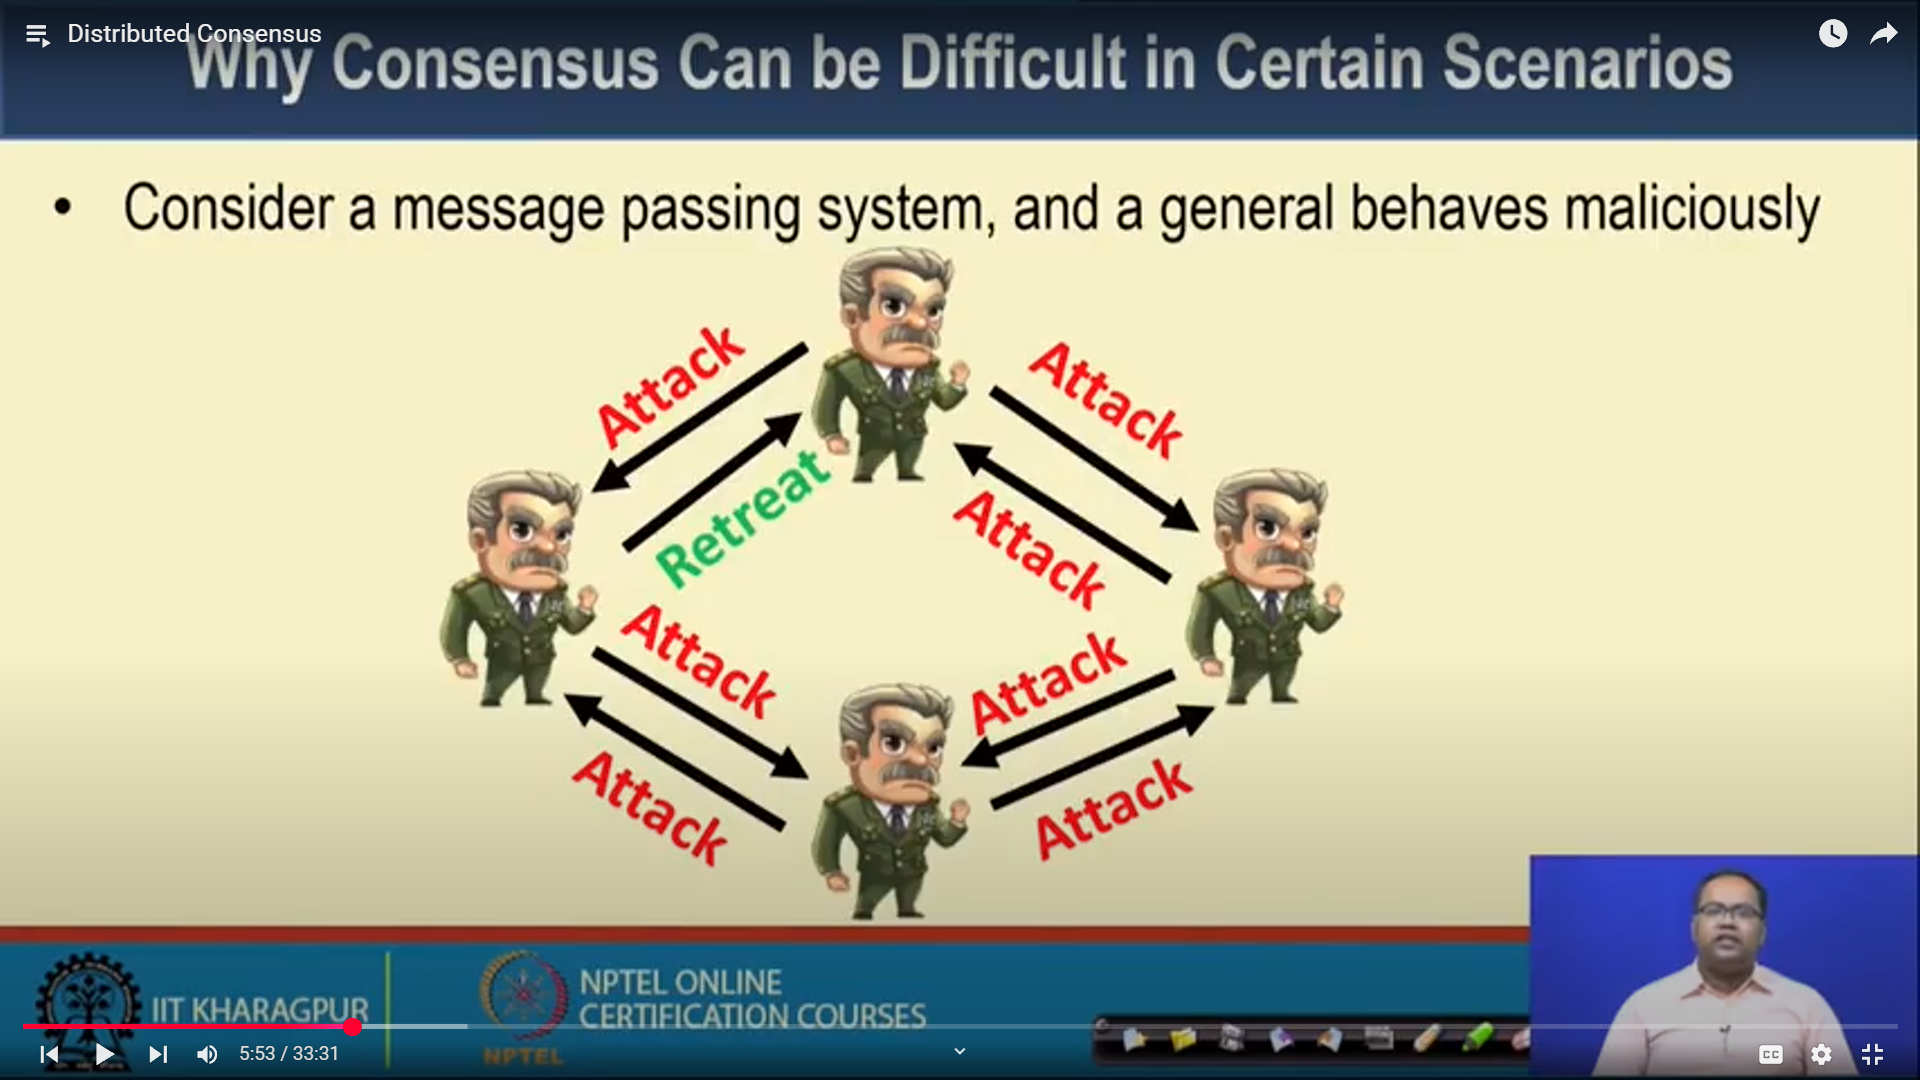 Distributed Consensus
Why Consensus Can be Difficult in Certain Scenarios
• Consider a message passing system, and a general behaves maliciously
Attack
Attack
Retreat
Attack
Attack
Attack
Attack
Attack
IIT KHARAGPUR
NPTEL ONLINE
CERTIFICATION COURSES
NPTEL
5:53 / 33:31
CC